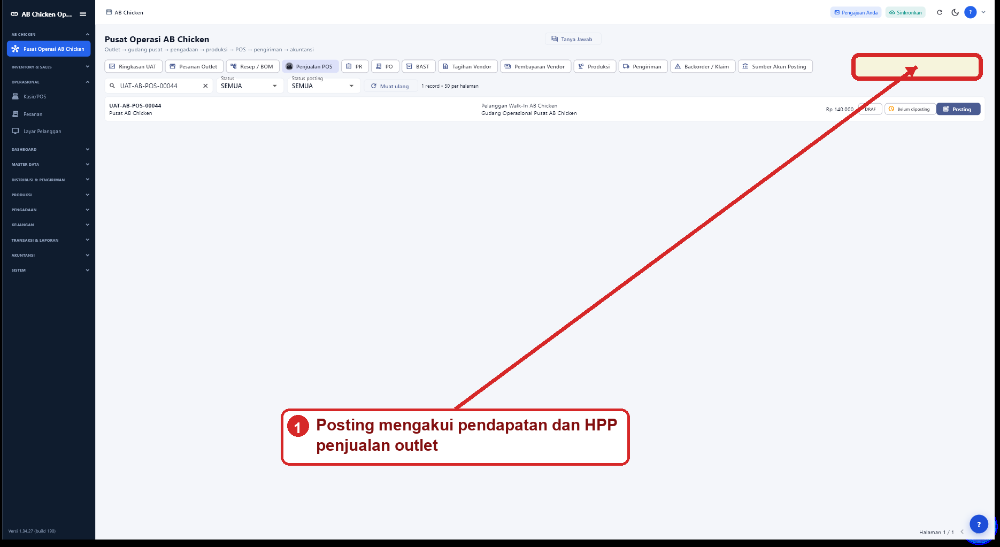 AB Chicken Op...
AB CHICKEN
Pusat Operasi AB Chicken
INVENTORY & SALES
OPERASIONAL
Kasir/POS
Pesanan
Layar Pelanggan
DASHBOARD
MASTER DATA
DISTRIBUSI & PENGIRIMAN
PRODUKSI
PENGADAAN
KEUANGAN
TRANSAKSI & LAPORAN
AKUNTANSI
SISTEM
Versi 1.34.27 (build 190)
AB Chicken
Pengajuan Anda
Sinkronkan
?
Pusat Operasi AB Chicken
Tanya Jawab
Outlet → gudang pusat → pengadaan → produksi → POS → pengiriman → akuntansi
Ringkasan UAT
Pesanan Outlet
Resep / BOM
Penjualan POS
PR
PO
BAST
Tagihan Vendor
Pembayaran Vendor
Produksi
Pengiriman
Backorder / Klaim
Sumber Akun Posting
UAT-AB-POS-00044
Status
SEMUA
Status posting
SEMUA
Muat ulang
1 record • 50 per halaman
UAT-AB-POS-00044
Pusat AB Chicken
Pelanggan Walk-In AB Chicken
Gudang Operasional Pusat AB Chicken
Rp 140.000
DRAF
Belum diposting
Posting
1
Posting mengakui pendapatan dan HPP
penjualan outlet
Halaman 1 / 1
?